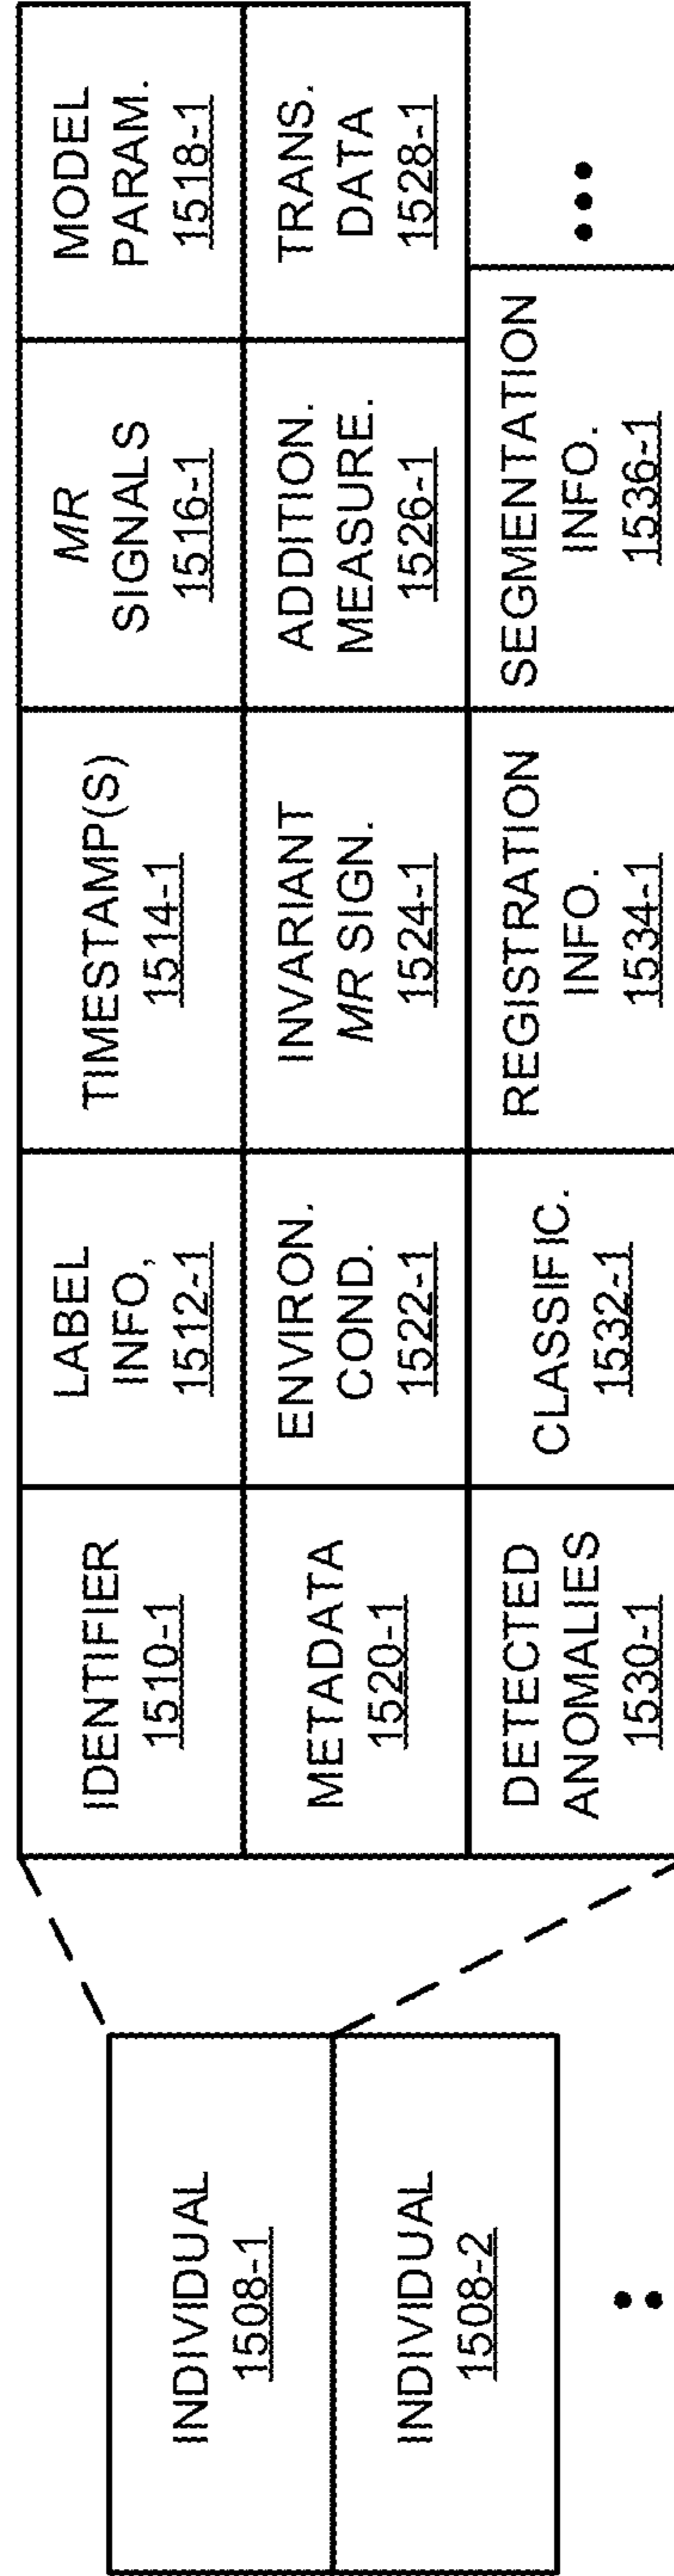 INDIVIDUAL
1508-1
INDIVIDUAL
1508-2
IDENTIFIER
1510-1
LABEL
INFO,
1512-1
TIMESTAMP(S)
1514-1
MR
SIGNALS
1516-1
MODEL
PARAM.
1518-1
METADATA
1520-1
ENVIRON.
COND.
1522-1
INVARIANT
MR SIGN.
1524-1
ADDITION.
MEASURE.
1526-1
TRANS.
DATA
1528-1
DETECTED
ANOMALIES
1530-1
CLASSIFIC.
1532-1
REGISTRATION
INFO.
1534-1
SEGMENTATION
INFO.
1536-1